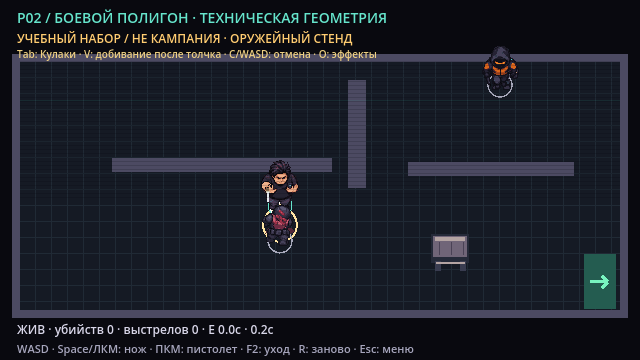 P02 / БОЕВОЙ ПОЛИГОН · ТЕХНИЧЕСКАЯ ГЕОМЕТРИЯ
УЧЕБНЫЙ НАБОР / НЕ КАМПАНИЯ · ОРУЖЕЙНЫЙ СТЕНД
Tab: Кулаки · V: добивание после толчка · C/WASD: отмена · O: эффекты
ЖИВ · убийств 0 · выстрелов 0 · E 0.0с · 0.2с
WASD · Space/ЛКМ: нож · ПКМ: пистолет · F2: уход · R: заново · Esc: меню